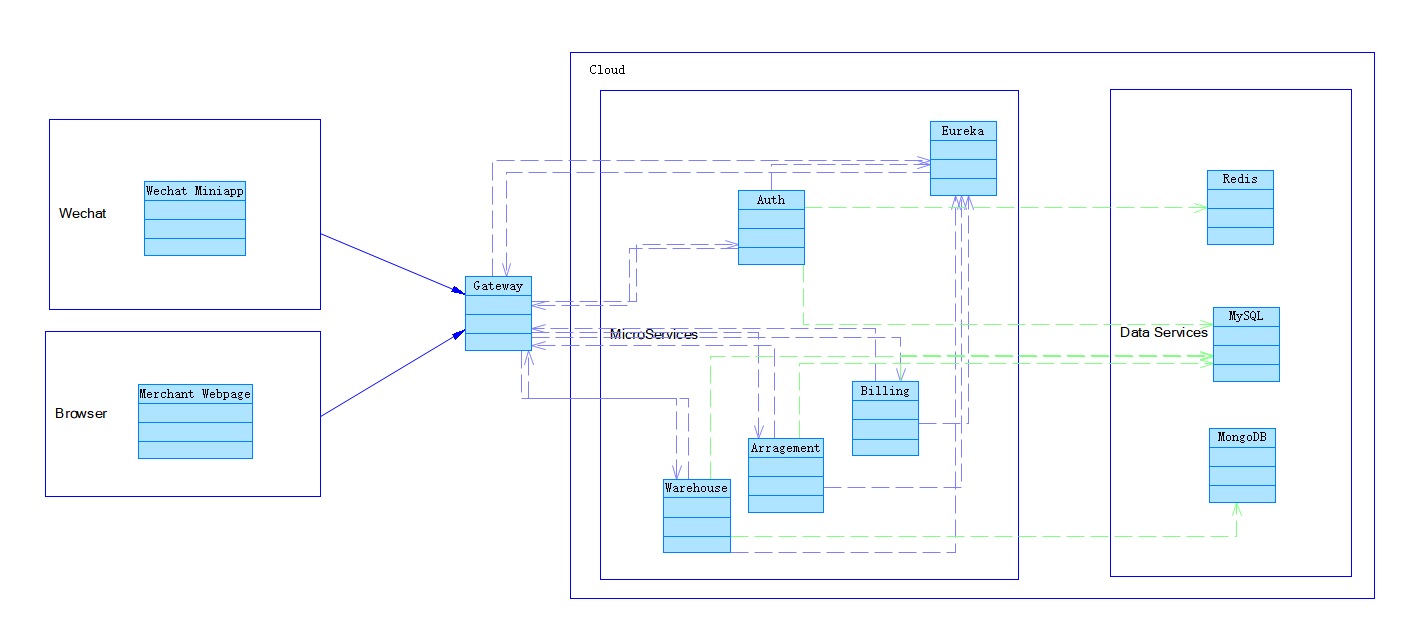 Cloud
Eureka
Wechat Miniapp
Wechat
Auth
Redis
Gateway
MicroServices
MySQL
Data Services
Merchant Webpage
Browser
Billing
Arragement
MongoDB
Warehouse